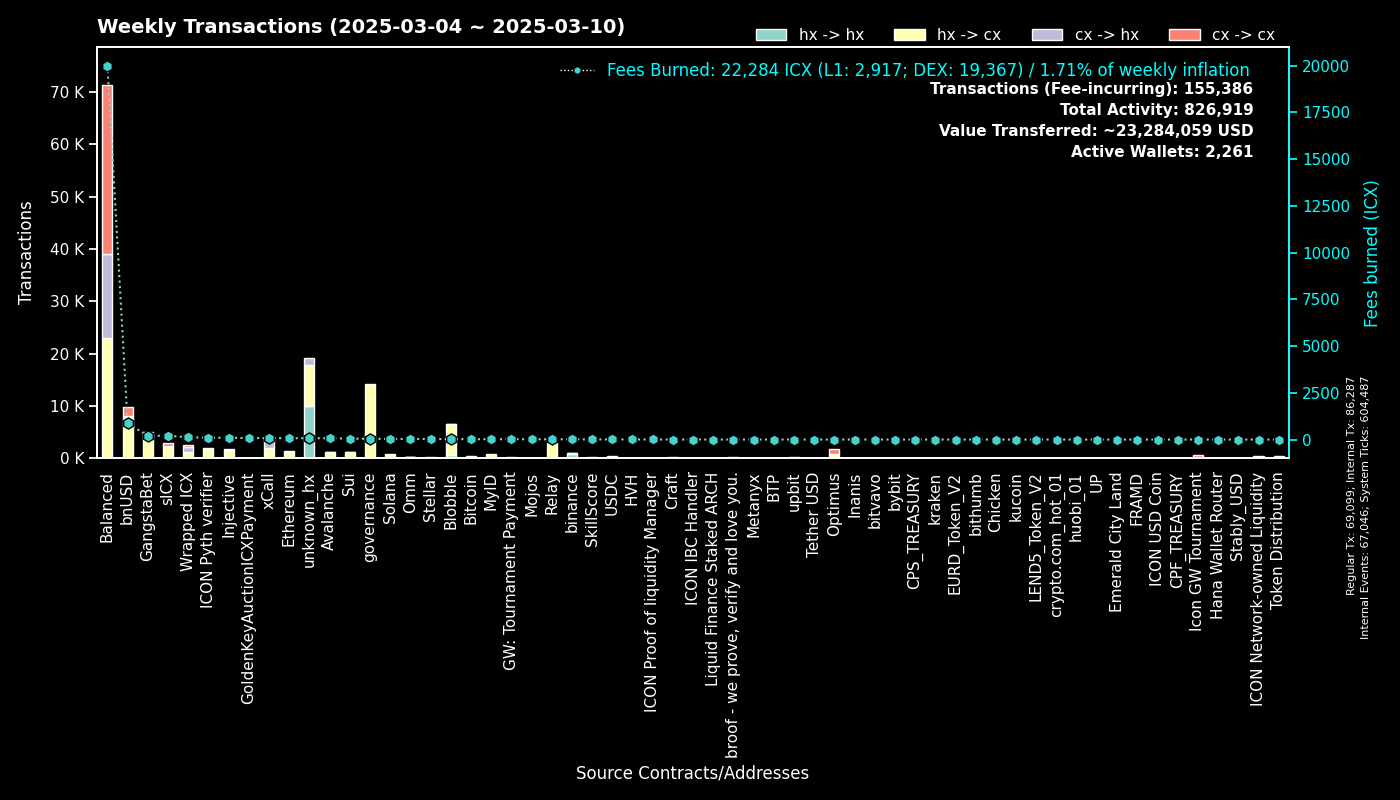 Weekly Transactions (2025-03-04 ~ 2025-03-10)
hx -> hx
hx -> cx
cx -> hx
cx -> cx
Fees Burned: 22,284 ICX (L1: 2,917; DEX: 19,367) / 1.71% of weekly inflation
Transactions (Fee-incurring): 155,386
Total Activity: 826,919
Value Transferred: ~23,284,059 USD
Active Wallets: 2,261
Transactions
70 K
60 K
50 K
40 K
30 K
20 K
10 K
0 K
20000
17500
15000
12500
10000
7500
5000
2500
0
Fees burned (ICX)
Regular Tx: 69,099; Internal Tx: 86,287
Internal Events: 67,046; System Ticks: 604,487
Balanced
bnUSD
GangstaBet
sICX
Wrapped ICX
ICON Pyth verifier
Injective
GoldenKeyAuctionICXPayment
xCall
Ethereum
unknown_hx
Avalanche
Sui
governance
Solana
Omm
Stellar
Blobble
Bitcoin
MyID
GW: Tournament Payment
Mojos
Relay
binance
SkillScore
USDC
HVH
ICON Proof of liquidity Manager
Craft
ICON IBC Handler
Liquid Finance Staked ARCH
broof - we prove, verify and love you.
Metanyx
BTP
upbit
Tether USD
Optimus
Inanis
bitvavo
bybit
CPS_TREASURY
kraken
EURD_Token_V2
bithumb
Chicken
kucoin
LEND5_Token_V2
crypto.com_hot_01
huobi_01
UP
Emerald City Land
FRAMD
ICON USD Coin
CPF_TREASURY
Icon GW Tournament
Hana Wallet Router
Stably_USD
ICON Network-owned Liquidity
Token Distribution
Source Contracts/Addresses